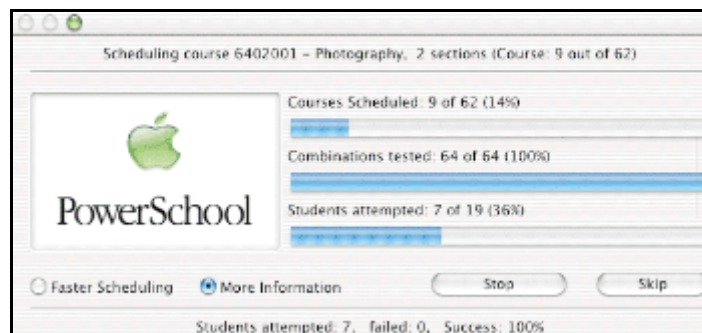 Scheduling course 6402001 – Photography, 2 sections (Course: 9 out of 62)
Courses Scheduled: 9 of 62 (14%)
Combinations tested: 64 of 64 (100%)
PowerSchool
Students attempted: 7 of 19 (36%)
Faster Scheduling More Information Stop Skip
Students attempted: 7, failed: 0, Success: 100%